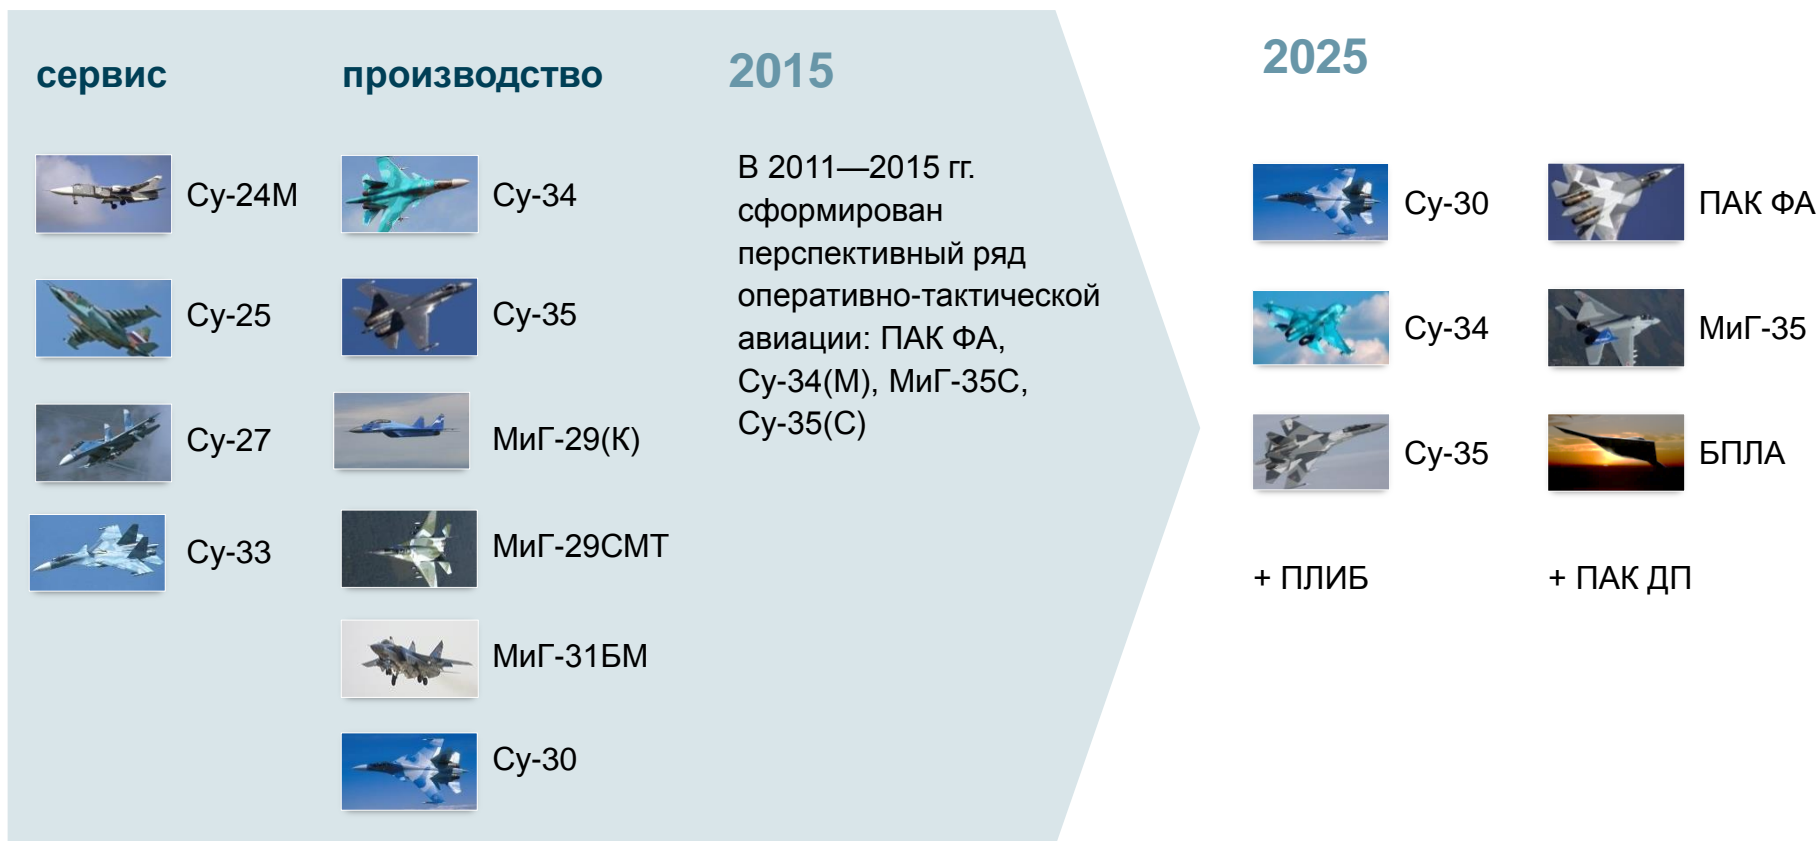 сервис
производство
2015
2025
Су-24М
Су-25
Су-27
Су-33
Су-34
Су-35
МиГ-29(К)
МиГ-29СМТ
МиГ-31БМ
Су-30
В 2011—2015 гг.
сформирован
перспективный ряд
оперативно-тактической
авиации: ПАК ФА,
Су-34(М), МиГ-35С,
Су-35(С)
Су-30
Су-34
Су-35
+ ПЛИБ
ПАК ФА
МиГ-35
БПЛА
+ ПАК ДП